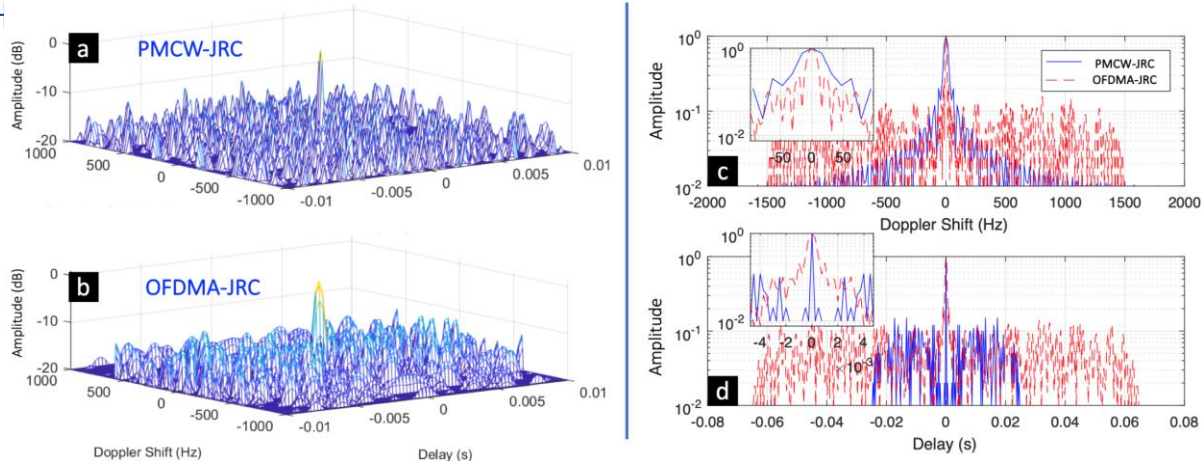 a
PMCW-JRC
Amplitude (dB)
0
-10
-20
1000
500
0
-500
-1000
-0.01
-0.005
0
0.005
0.01
b
OFDMA-JRC
Amplitude (dB)
0
-10
-20
1000
500
0
-500
-1000
-0.01
-0.005
0
0.005
0.01
Doppler Shift (Hz)
Delay (s)
Amplitude
10^0
10^-1
10^-2
10^0
10^-2
-50 0 50
PMCW-JRC
OFDMA-JRC
c
-2000 -1500 -1000 -500 0 500 1000 1500 2000
Doppler Shift (Hz)
Amplitude
10^0
10^-1
10^-2
10^0
10^-2
-4 -2 0 2 4
10^-3
d
-0.08 -0.06 -0.04 -0.02 0 0.02 0.04 0.06 0.08
Delay (s)